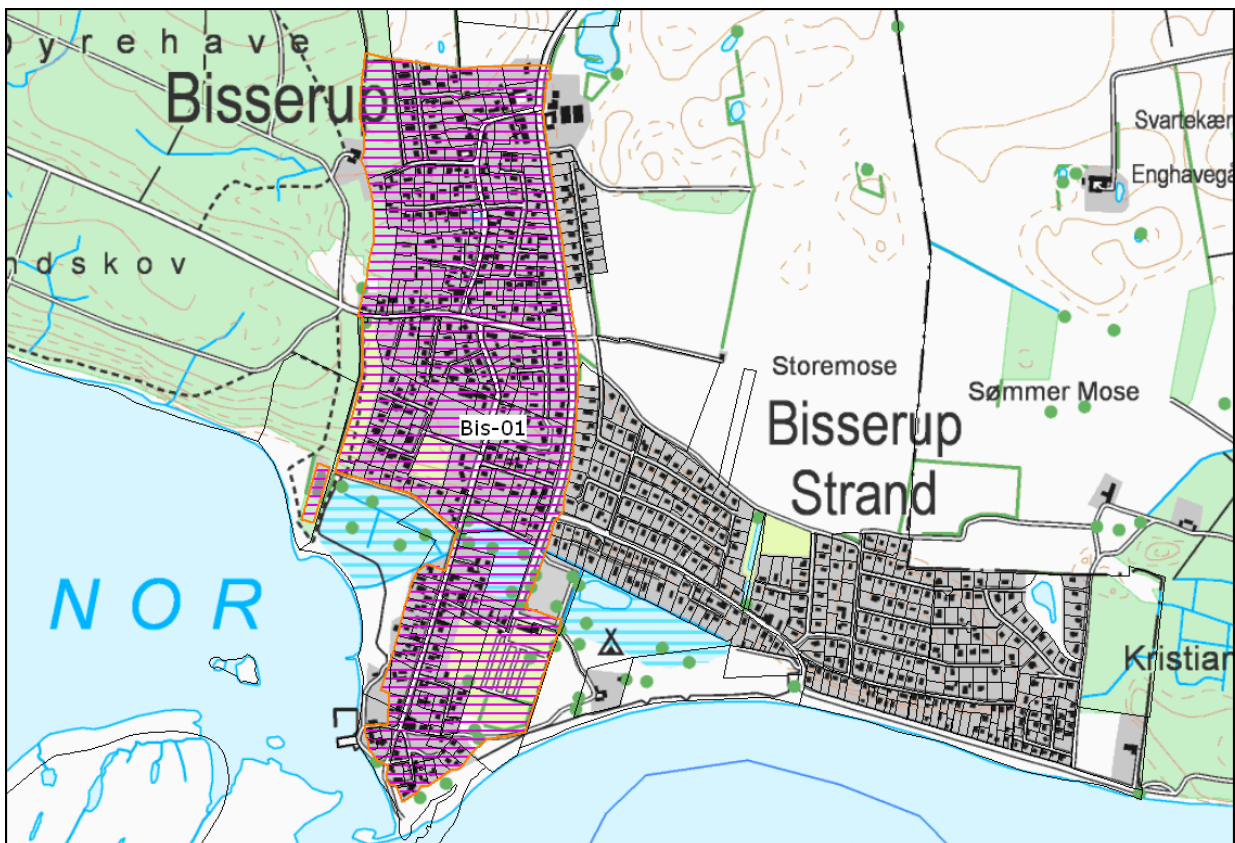 yrehave
Bisserup
Svartekær
Enghavegå
ndskov
Storemose
Sømmer Mose
Bis-01
Bisserup
Strand
NOR
Kristian